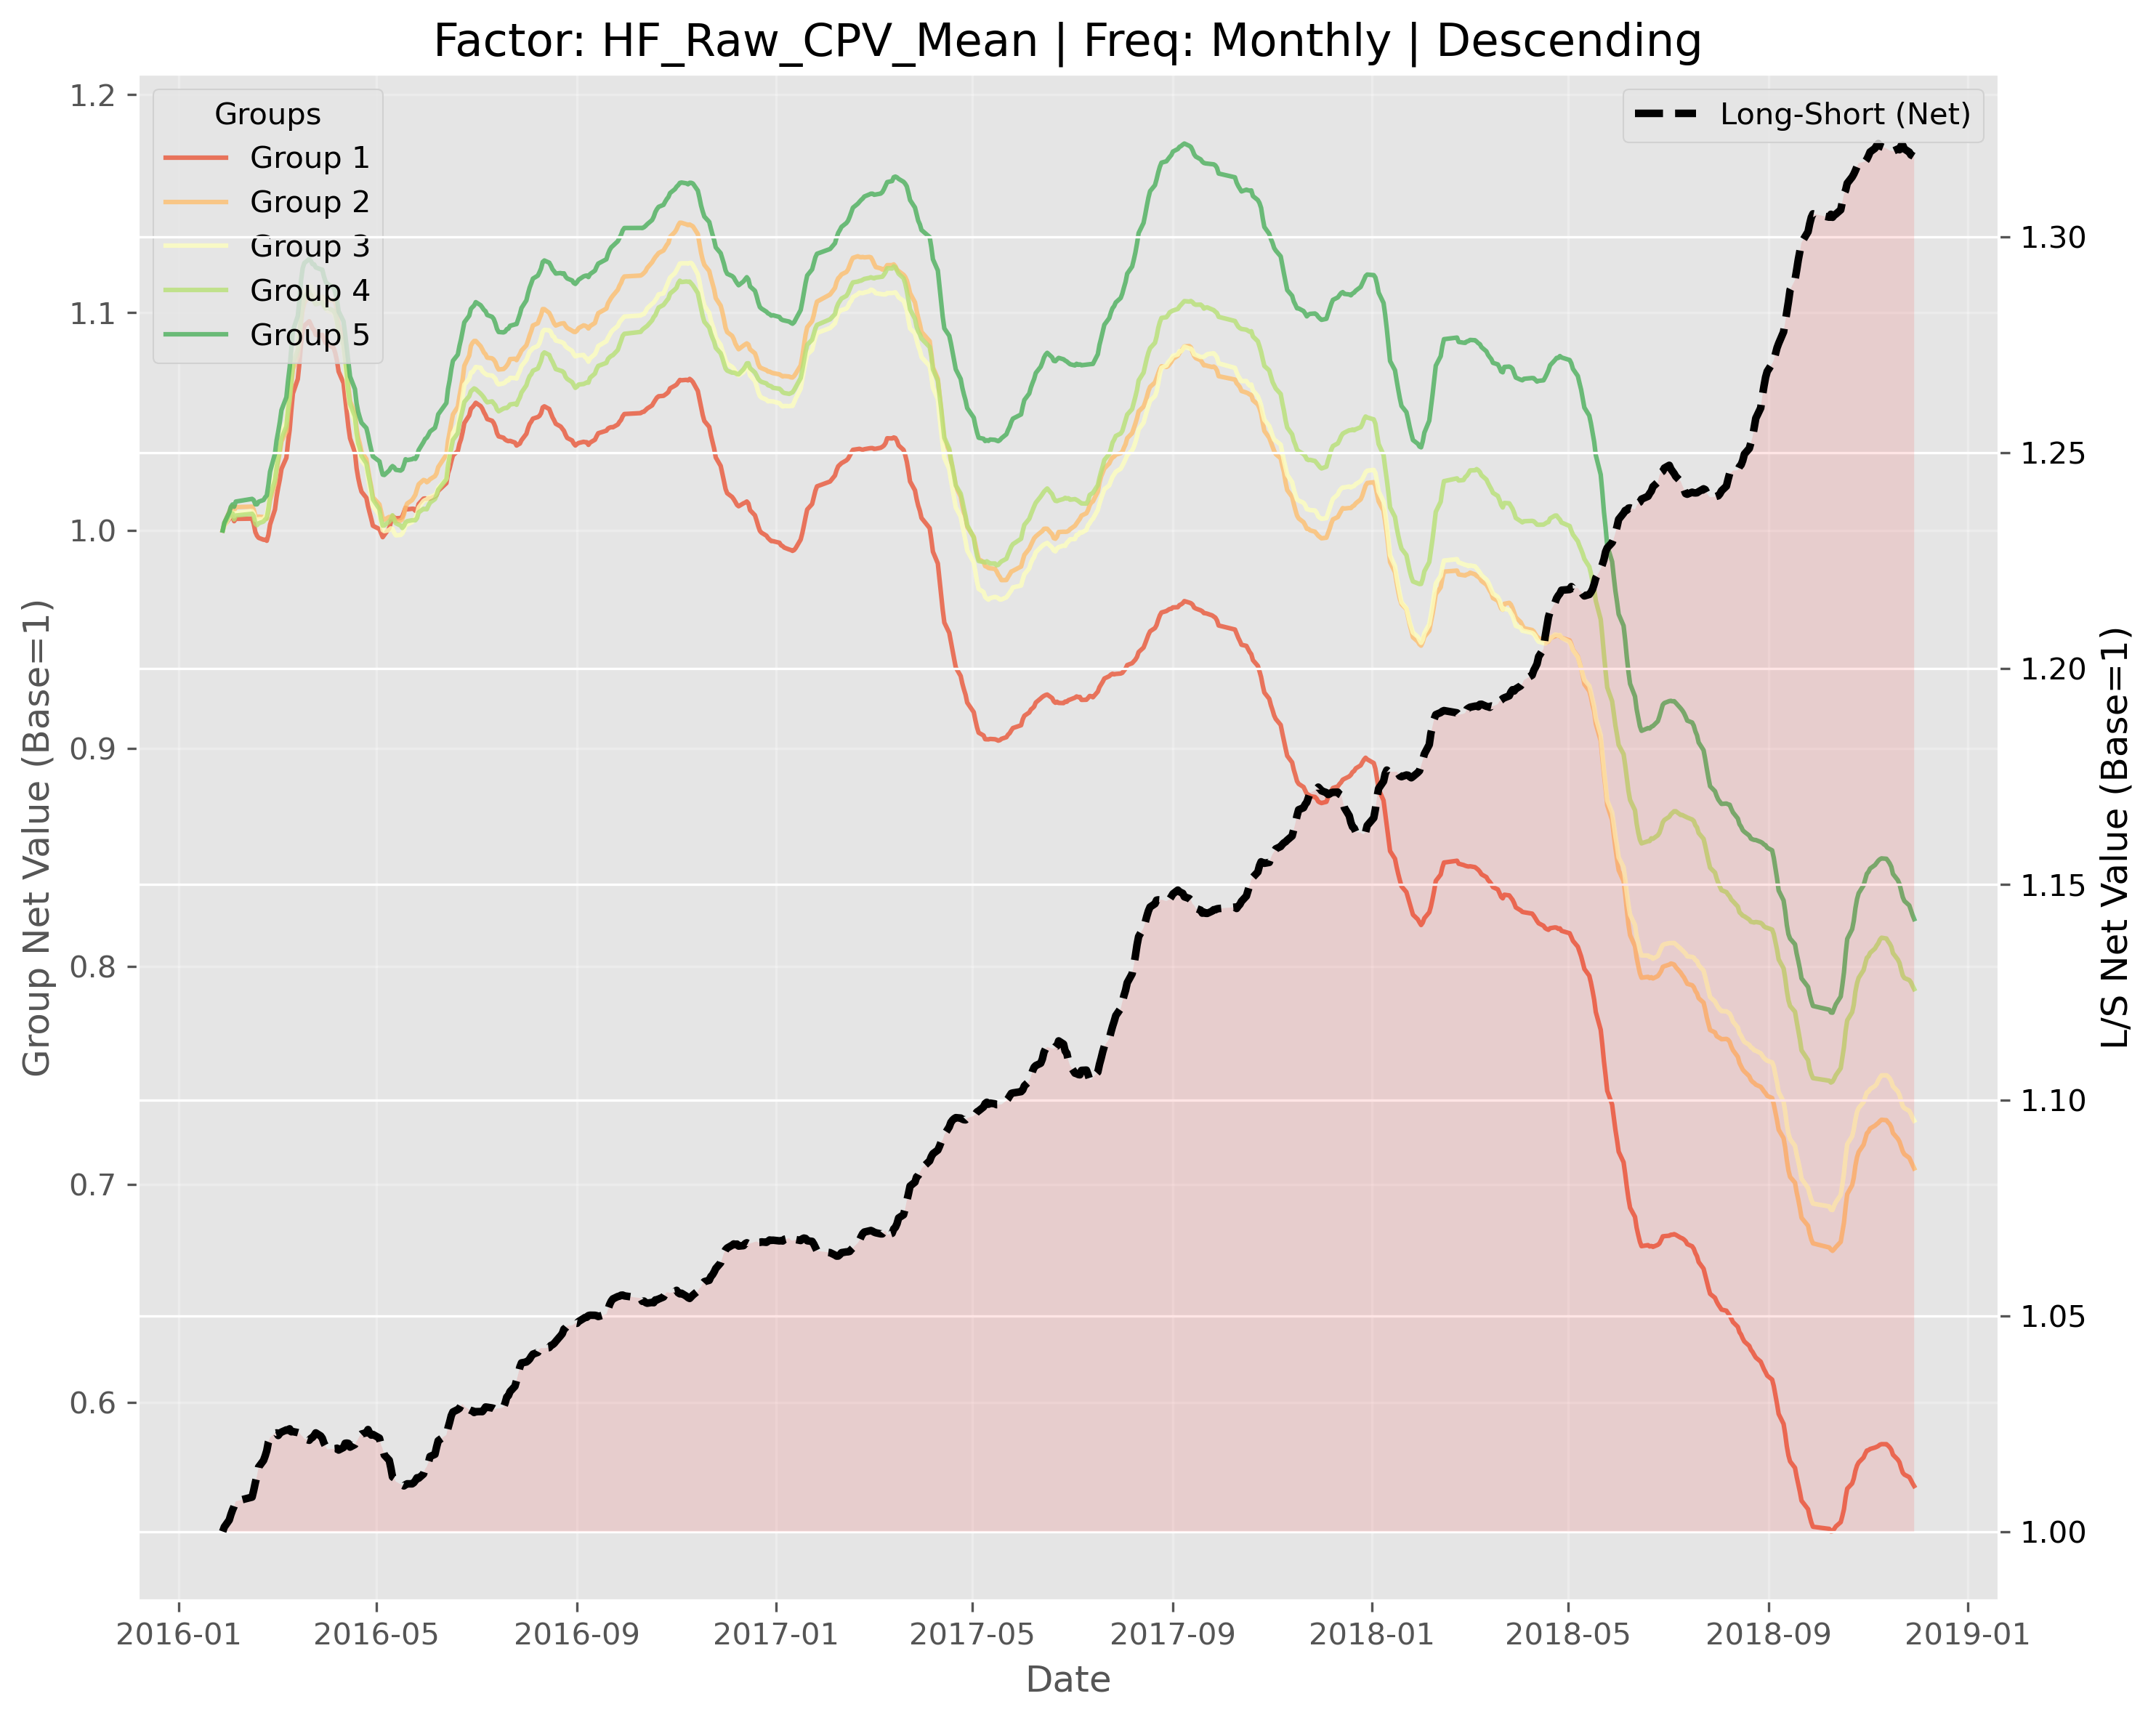 Factor: HF_Raw_CPV_Mean | Freq: Monthly | Descending
Groups
Group 1
Group 2
Group 3
Group 4
Group 5
Long-Short (Net)
Group Net Value (Base=1)
1.2
1.1
1.0
0.9
0.8
0.7
0.6
L/S Net Value (Base=1)
1.30
1.25
1.20
1.15
1.10
1.05
1.00
2016-01 2016-05 2016-09 2017-01 2017-05 2017-09 2018-01 2018-05 2018-09 2019-01
Date